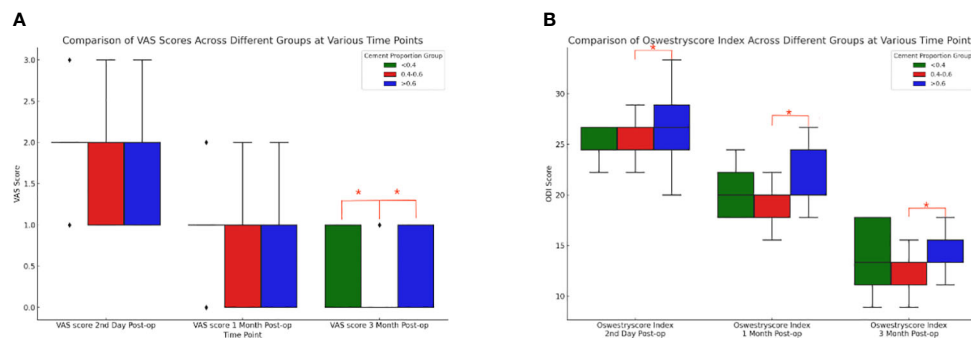 A
Comparison of VAS Scores Across Different Groups at Various Time Points
Cement Proportion Group
<0.4
0.4-0.6
>0.6
VAS Score
3.0
2.5
2.0
1.5
1.0
0.5
0.0
* *
VAS score 2nd Day Post-op
VAS score 1 Month Post-op
VAS score 3 Month Post-op
Time Point
B
Comparison of Oswestryscore Index Across Different Groups at Various Time Point
Cement Proportion Group
<0.4
0.4-0.6
>0.6
ODI Score
30
25
20
15
10
*
*
*
Oswestryscore Index
2nd Day Post-op
Oswestryscore Index
1 Month Post-op
Oswestryscore Index
3 Month Post-op